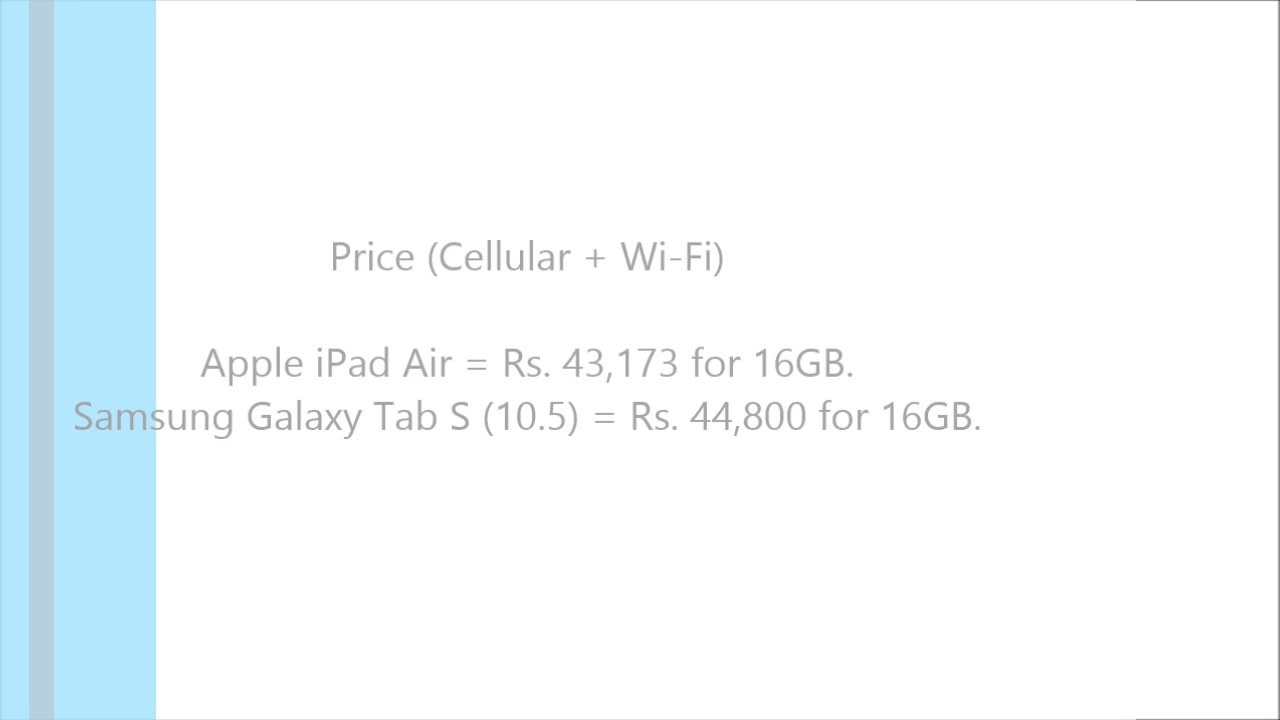 Price (Cellular + Wi-Fi)
Apple iPad Air = Rs. 43,173 for 16GB.
Samsung Galaxy Tab S (10.5) = Rs. 44,800 for 16GB.